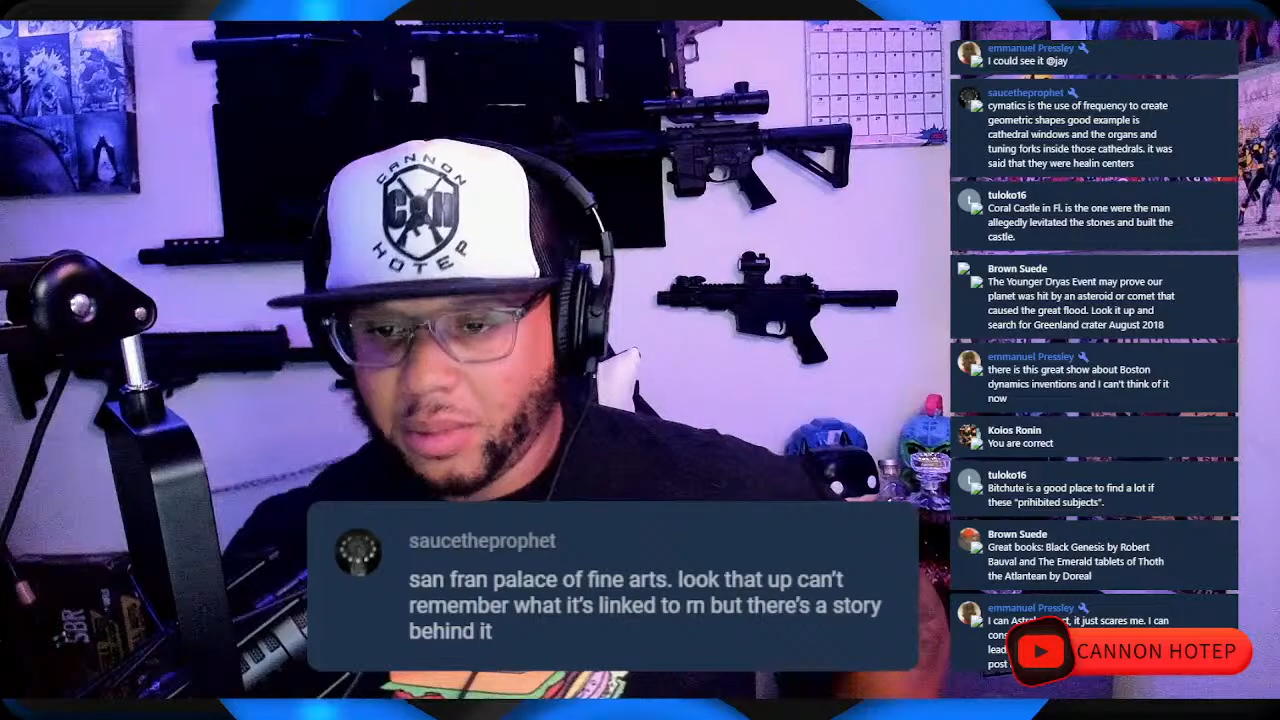 CANNON
CH
HOTEP
SBR
saucetheprophet
san fran palace of fine arts. look that up can't
remember what it's linked to rn but there's a story
behind it
emmanuel Pressley
I could see it @jay
saucetheprophet
cymatics is the use of frequency to create
geometric shapes good example is
cathedral windows and the organs and
tuning forks inside those cathedrals. it was
said that they were healin centers
tuloko16
Coral Castle in Fl. is the one were the man
allegedly levitated the stones and built the
castle.
Brown Suede
The Younger Dryas Event may prove our
planet was hit by an asteroid or comet that
caused the great flood. Look it up and
search for Greenland crater August 2018
emmanuel Pressley
there is this great show about Boston
dynamics inventions and I can't think of it
now
Koios Ronin
You are correct
tuloko16
Bitchute is a good place to find a lot if
these "prihibited subjects".
Brown Suede
Great books: Black Genesis by Robert
Bauval and The Emerald tablets of Thoth
the Atlantean by Doreal
emmanuel Pressley
I can it just scares me. I can
CANNON HOTEP